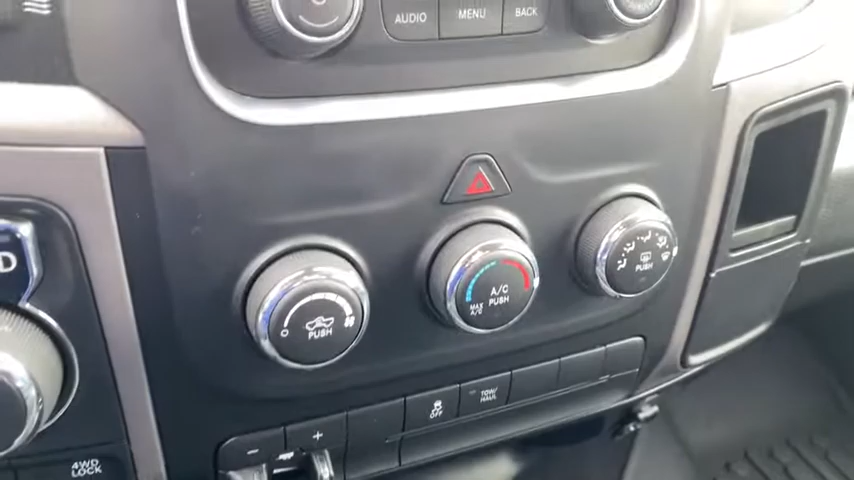 AUDIO MENU BACK
D
PUSH
A/C
PUSH
MAX
A/C
PUSH
OFF
TOW/
HAUL
- +
4WD
LOCK